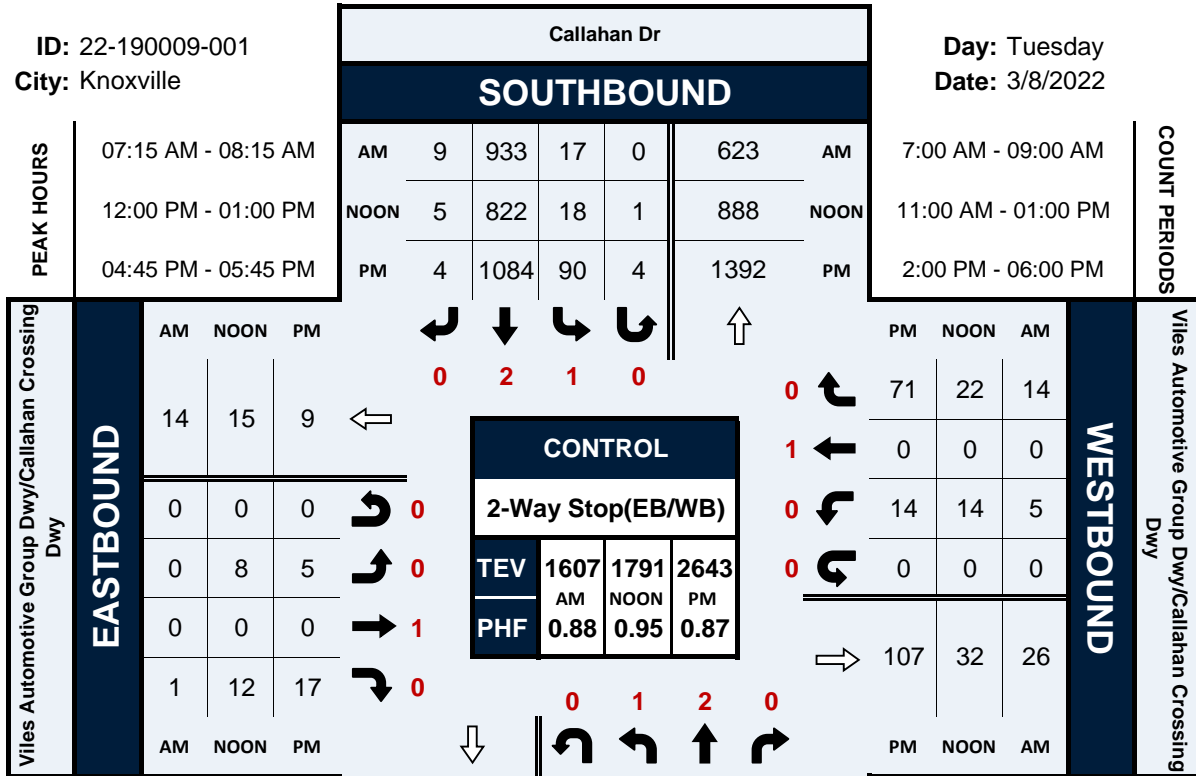 ID: 22-190009-001
City: Knoxville
Callahan Dr
SOUTHBOUND
Day: Tuesday
Date: 3/8/2022
PEAK HOURS
07:15 AM - 08:15 AM
12:00 PM - 01:00 PM
04:45 PM - 05:45 PM
AM 9 933 17 0 623 AM
NOON 5 822 18 1 888 NOON
PM 4 1084 90 4 1392 PM
7:00 AM - 09:00 AM
11:00 AM - 01:00 PM
2:00 PM - 06:00 PM
COUNT PERIODS
0 2 1 0
Viles Automotive Group Dwy/Callahan Crossing
Dwy
EASTBOUND
AM NOON PM
14 15 9
0 0 0 0
0 8 5 0
0 0 0 1
1 12 17 0
AM NOON PM
CONTROL
2-Way Stop(EB/WB)
TEV 1607 1791 2643
AM NOON PM
PHF 0.88 0.95 0.87
PM NOON AM
0 71 22 14
1 0 0 0
0 14 14 5
0 0 0 0
107 32 26
PM NOON AM
WESTBOUND
Viles Automotive Group Dwy/Callahan Crossing
Dwy
0 1 2 0